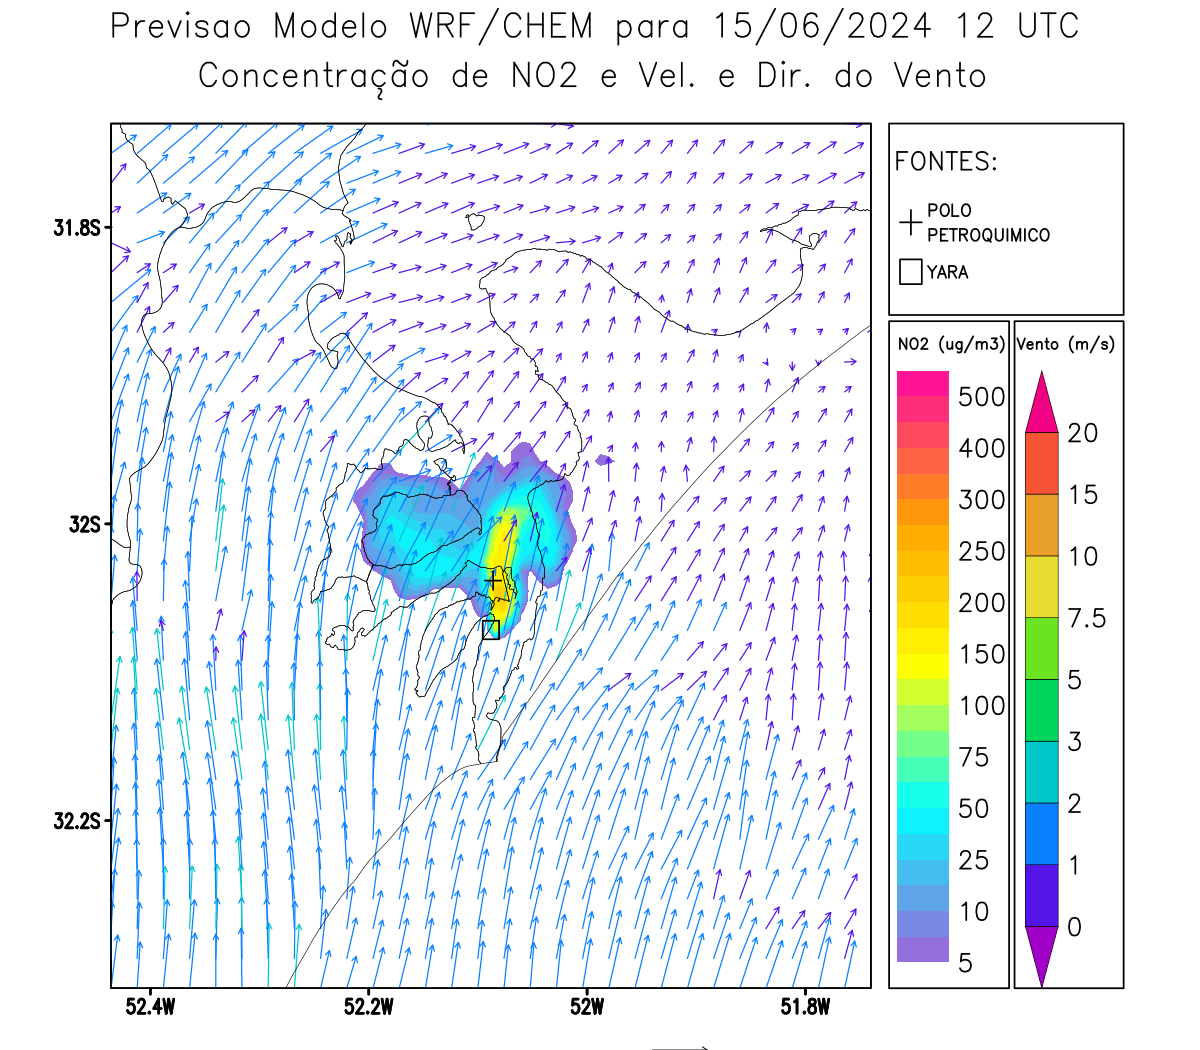 Previsao Modelo WRF/CHEM para 15/06/2024 12 UTC
Concentração de NO2 e Vel. e Dir. do Vento
FONTES:
POLO
PETROQUIMICO
YARA
31.8S
32S
32.2S
52.4W
52.2W
52W
51.8W
NO2 (ug/m3)
500
400
300
250
200
150
100
75
50
25
10
5
Vento (m/s)
20
15
10
7.5
5
3
2
1
0